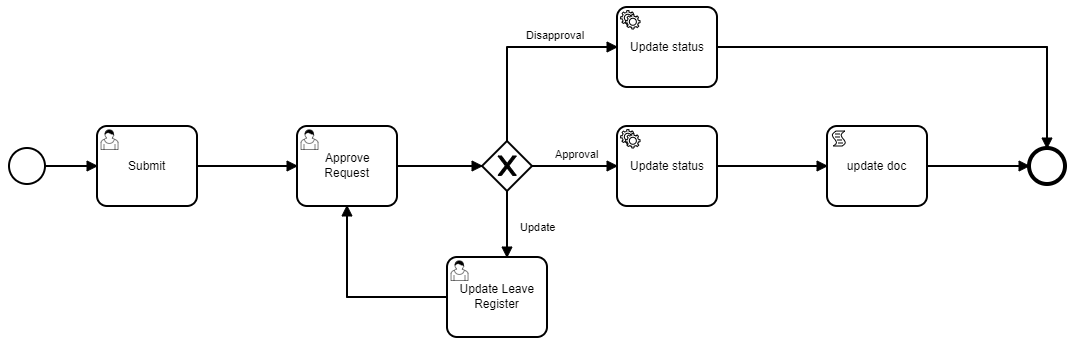 Disapproval
Update status
Submit
Approve
Request
X
Approval
Update status
update doc
Update
Update Leave
Register